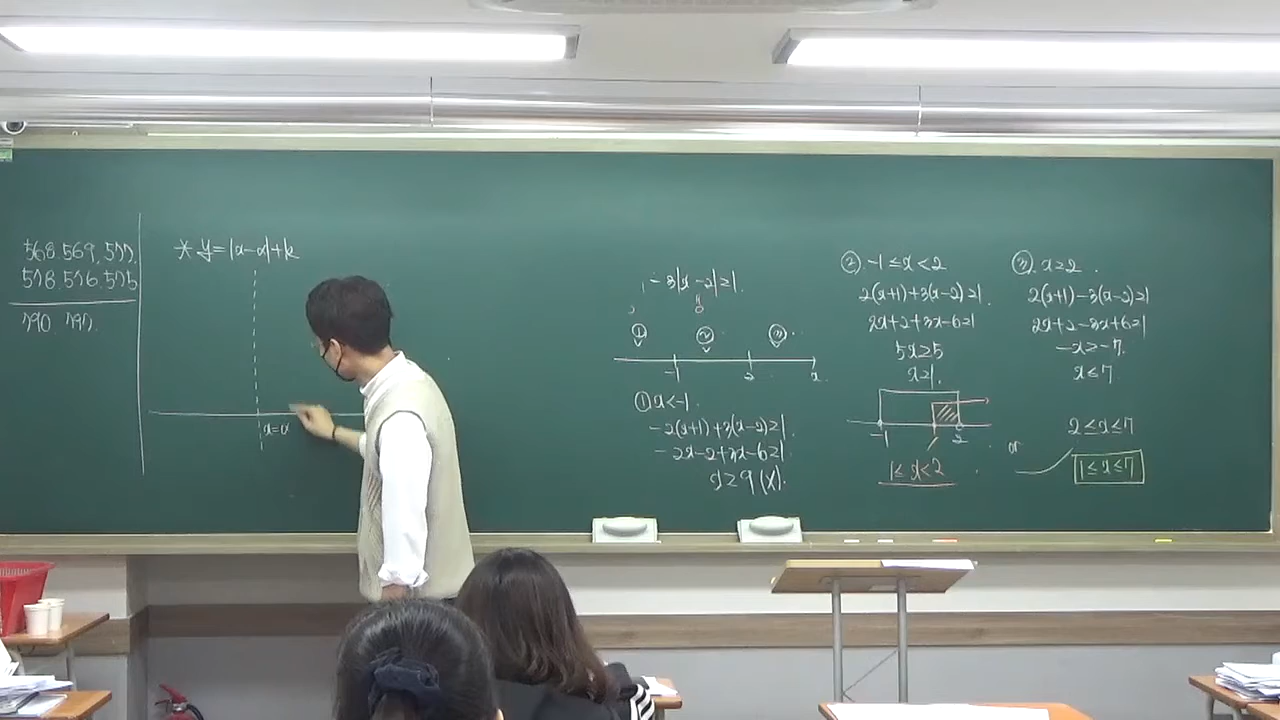 568. 569. 577.
578. 576. 575
790. 797.
* y=|x-α|+k
x=α
-3|x-2|≥1.
① ② ③
-1 2 x
① x<-1.
-2(x+1)+3(x-2)≥1
-2x-2+3x-6≥1
x≥9 (X).
② -1≤x<2
2(x+1)+3(x-2)≥1.
2x+2+3x-6≥1
5x≥5
x≥1.
-1 1 2
1≤x<2
or
③ x≥2.
2(x+1)-3(x-2)≥1
2x+2-3x+6≥1
-x≥-7.
x≤7.
2≤x≤7
1≤x≤7